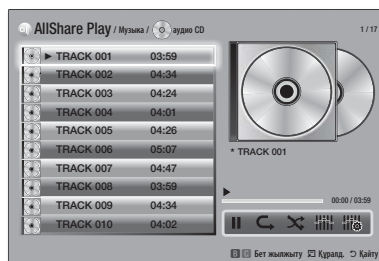 AllShare Play / Музыка / аудио CD 1 / 17
► TRACK 001 03:59
TRACK 002 04:34
TRACK 003 04:24
TRACK 004 04:01
TRACK 005 04:26
TRACK 006 05:07
TRACK 007 04:47
TRACK 008 03:59
TRACK 009 04:34
TRACK 010 04:02
* TRACK 001
00:00 / 03:59
B C Бет жылжыту Құралд. Қайту